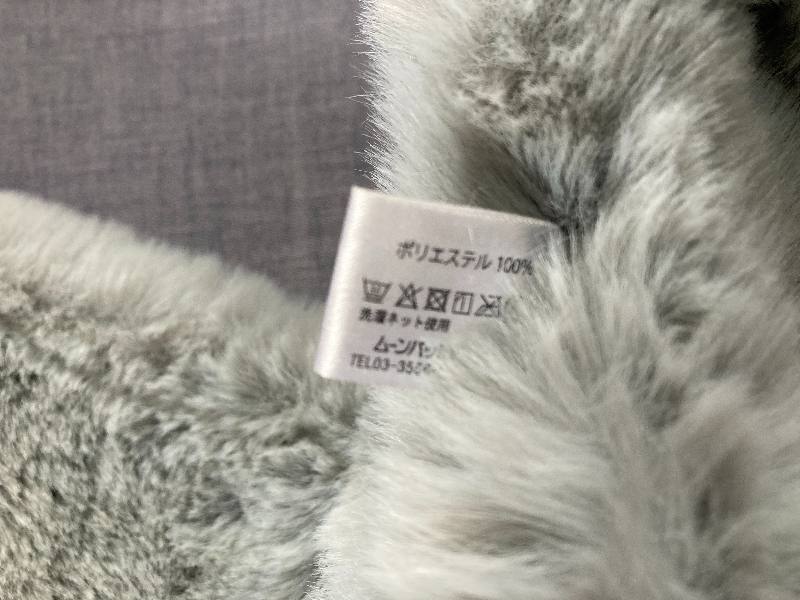 ポリエステル 100%
洗濯ネット使用
ムーンバッ
TEL03-35